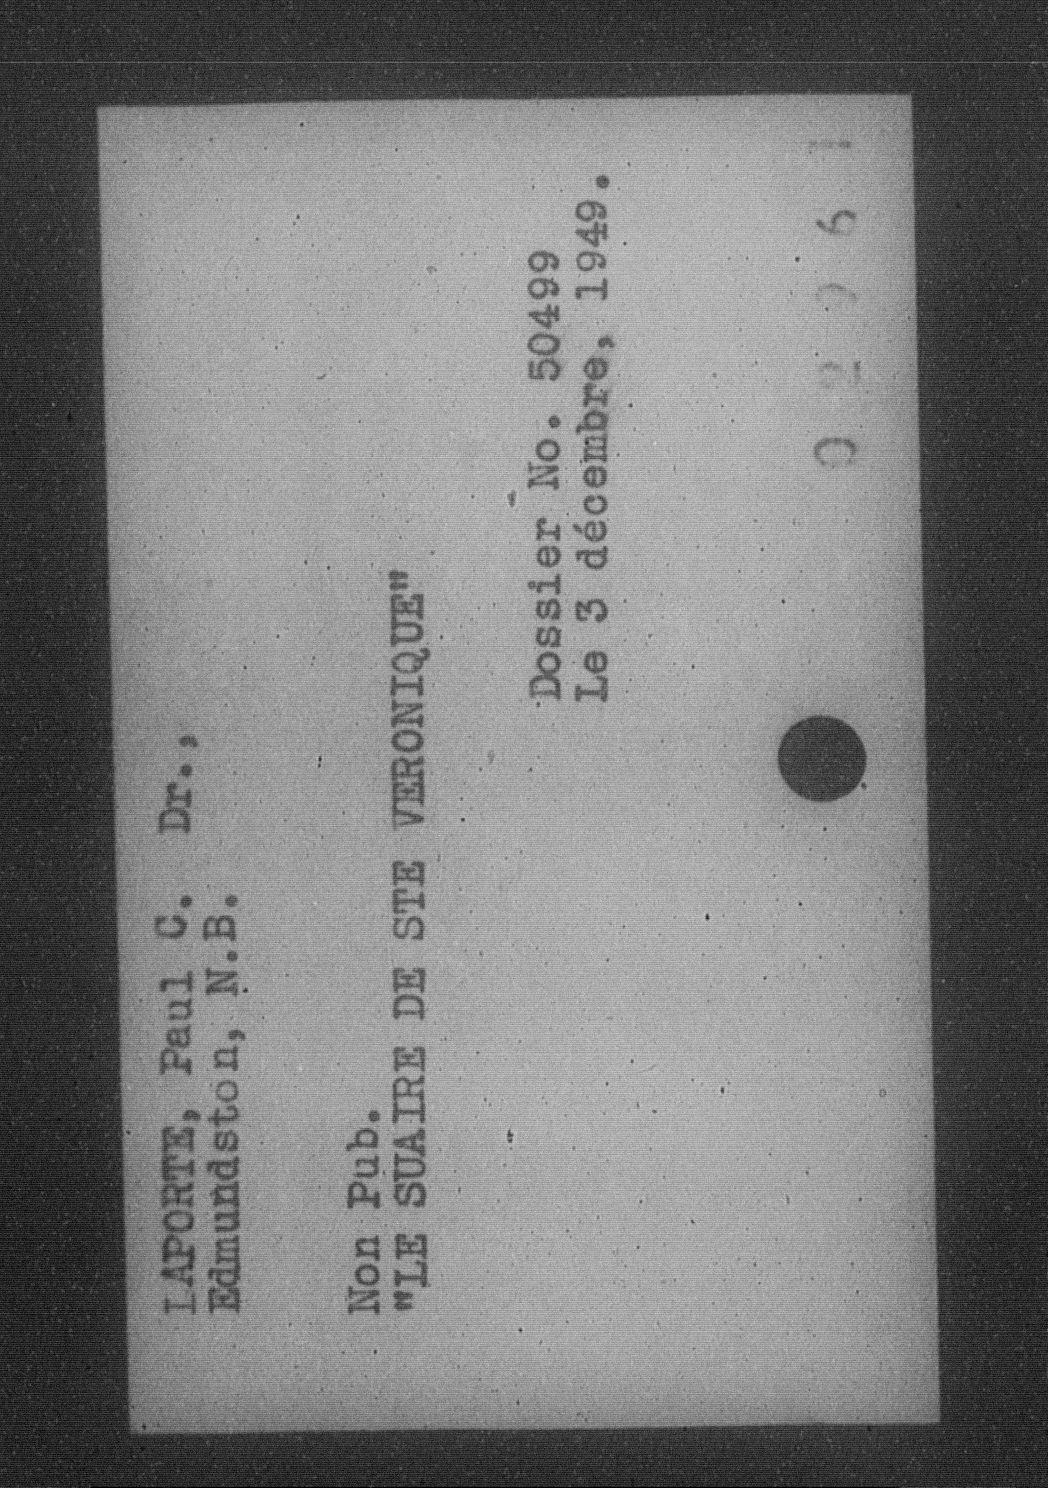 LAPORTE, Paul C. Dr.,
Edmundston, N.B.
Non Pub.
"LE SUAIRE DE STE VERONIQUE"
Dossier No. 50499
Le 3 décembre, 1949.